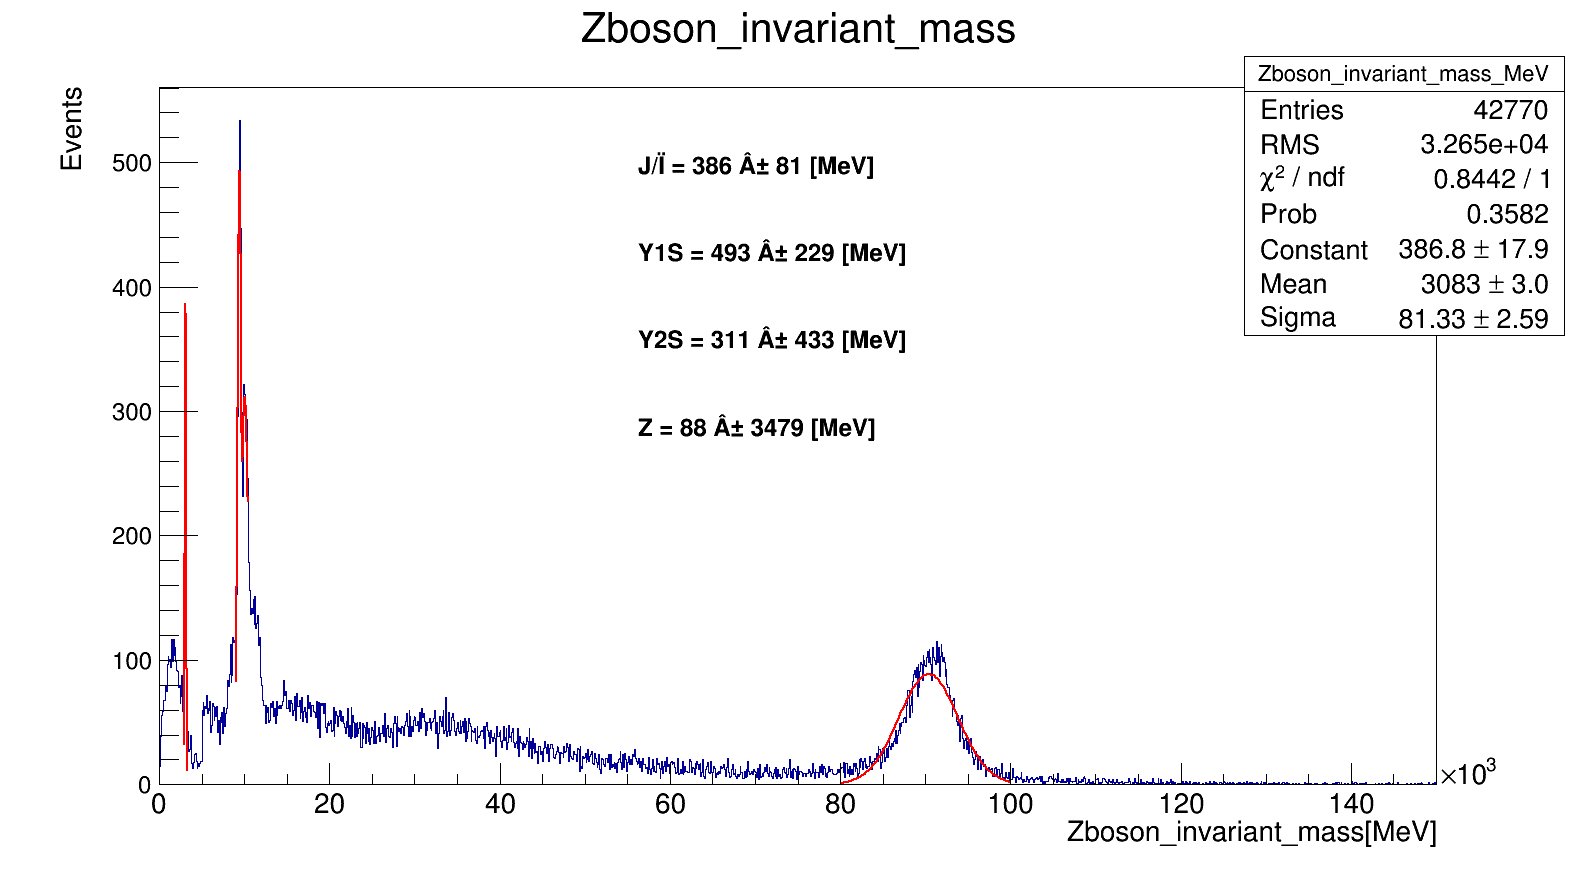 Zboson_invariant_mass
Events
Zboson_invariant_mass_MeV
Entries 42770
RMS 3.265e+04
χ² / ndf 0.8442 / 1
Prob 0.3582
Constant 386.8 ± 17.9
Mean 3083 ± 3.0
Sigma 81.33 ± 2.59
J/Ï = 386 Â± 81 [MeV]
Y1S = 493 Â± 229 [MeV]
Y2S = 311 Â± 433 [MeV]
Z = 88 Â± 3479 [MeV]
500
400
300
200
100
0
0 20 40 60 80 100 120 140
×10³
Zboson_invariant_mass[MeV]